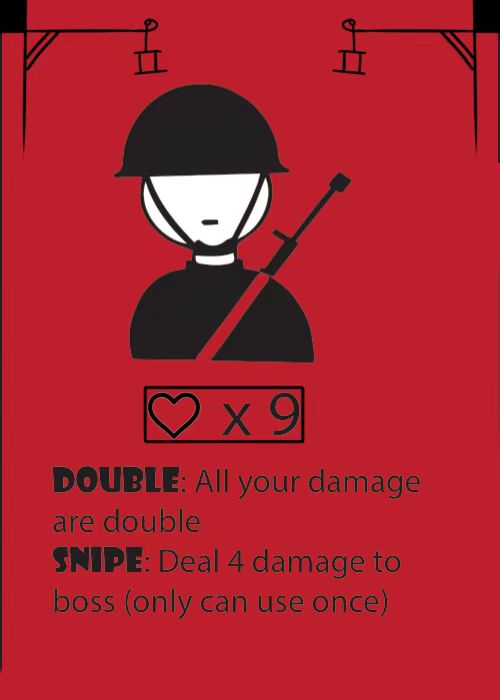 ♡ x 9
DOUBLE: All your damage
are double
SNIPE: Deal 4 damage to
boss (only can use once)